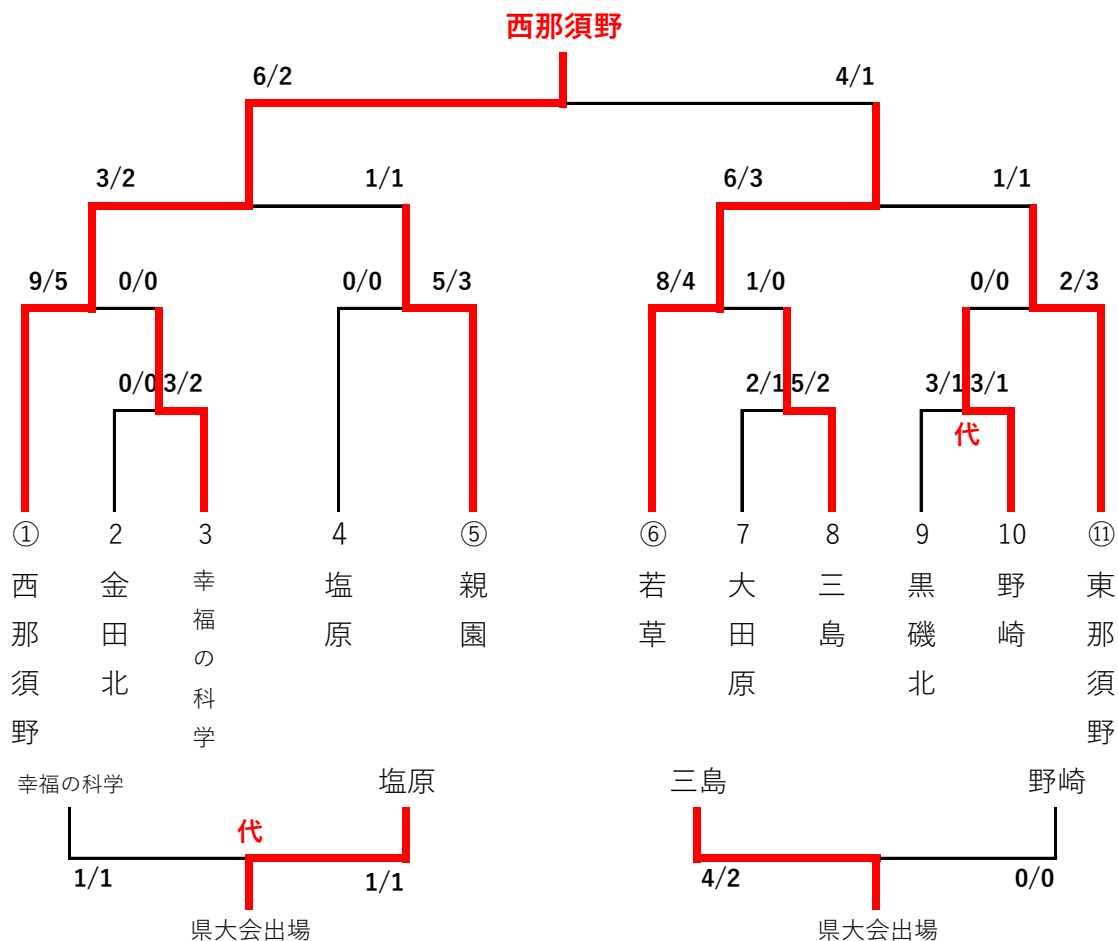 西那須野
6/2 4/1
3/2 1/1 6/3 1/1
9/5 0/0 0/0 5/3 8/4 1/0 0/0 2/3
0/0 3/2 2/1 5/2 3/1 3/1
代
① 2 3 4 ⑤ ⑥ 7 8 9 10 ⑪
西那須野
金田北
幸福の科学
塩原
親園
若草
大田原
三島
黒磯北
野崎
東那須野
幸福の科学 塩原 三島 野崎
代
1/1 1/1 4/2 0/0
県大会出場 県大会出場